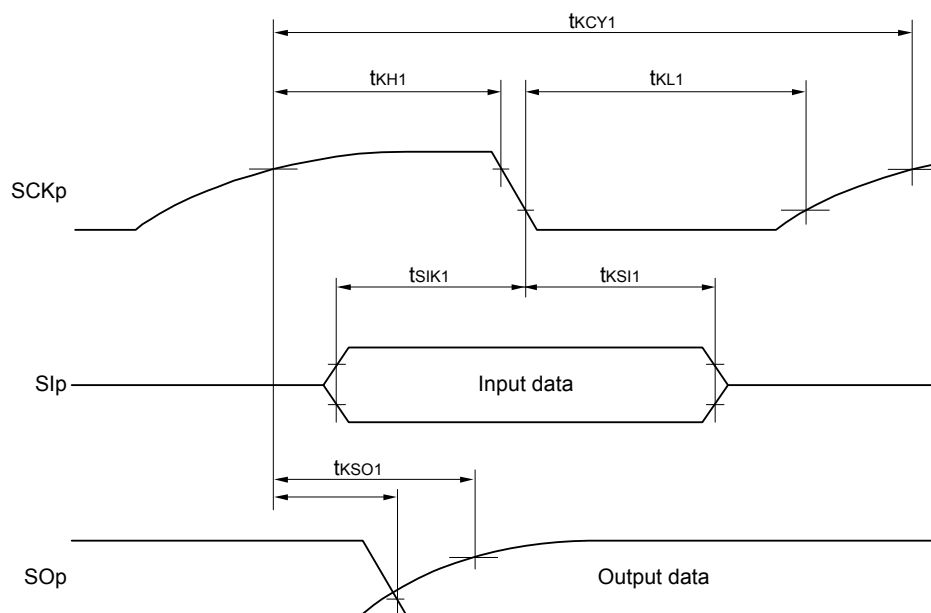 tKCY1
tKH1
tKL1
SCKp
tSIK1
tKSI1
SIp
Input data
tKSO1
SOp
Output data